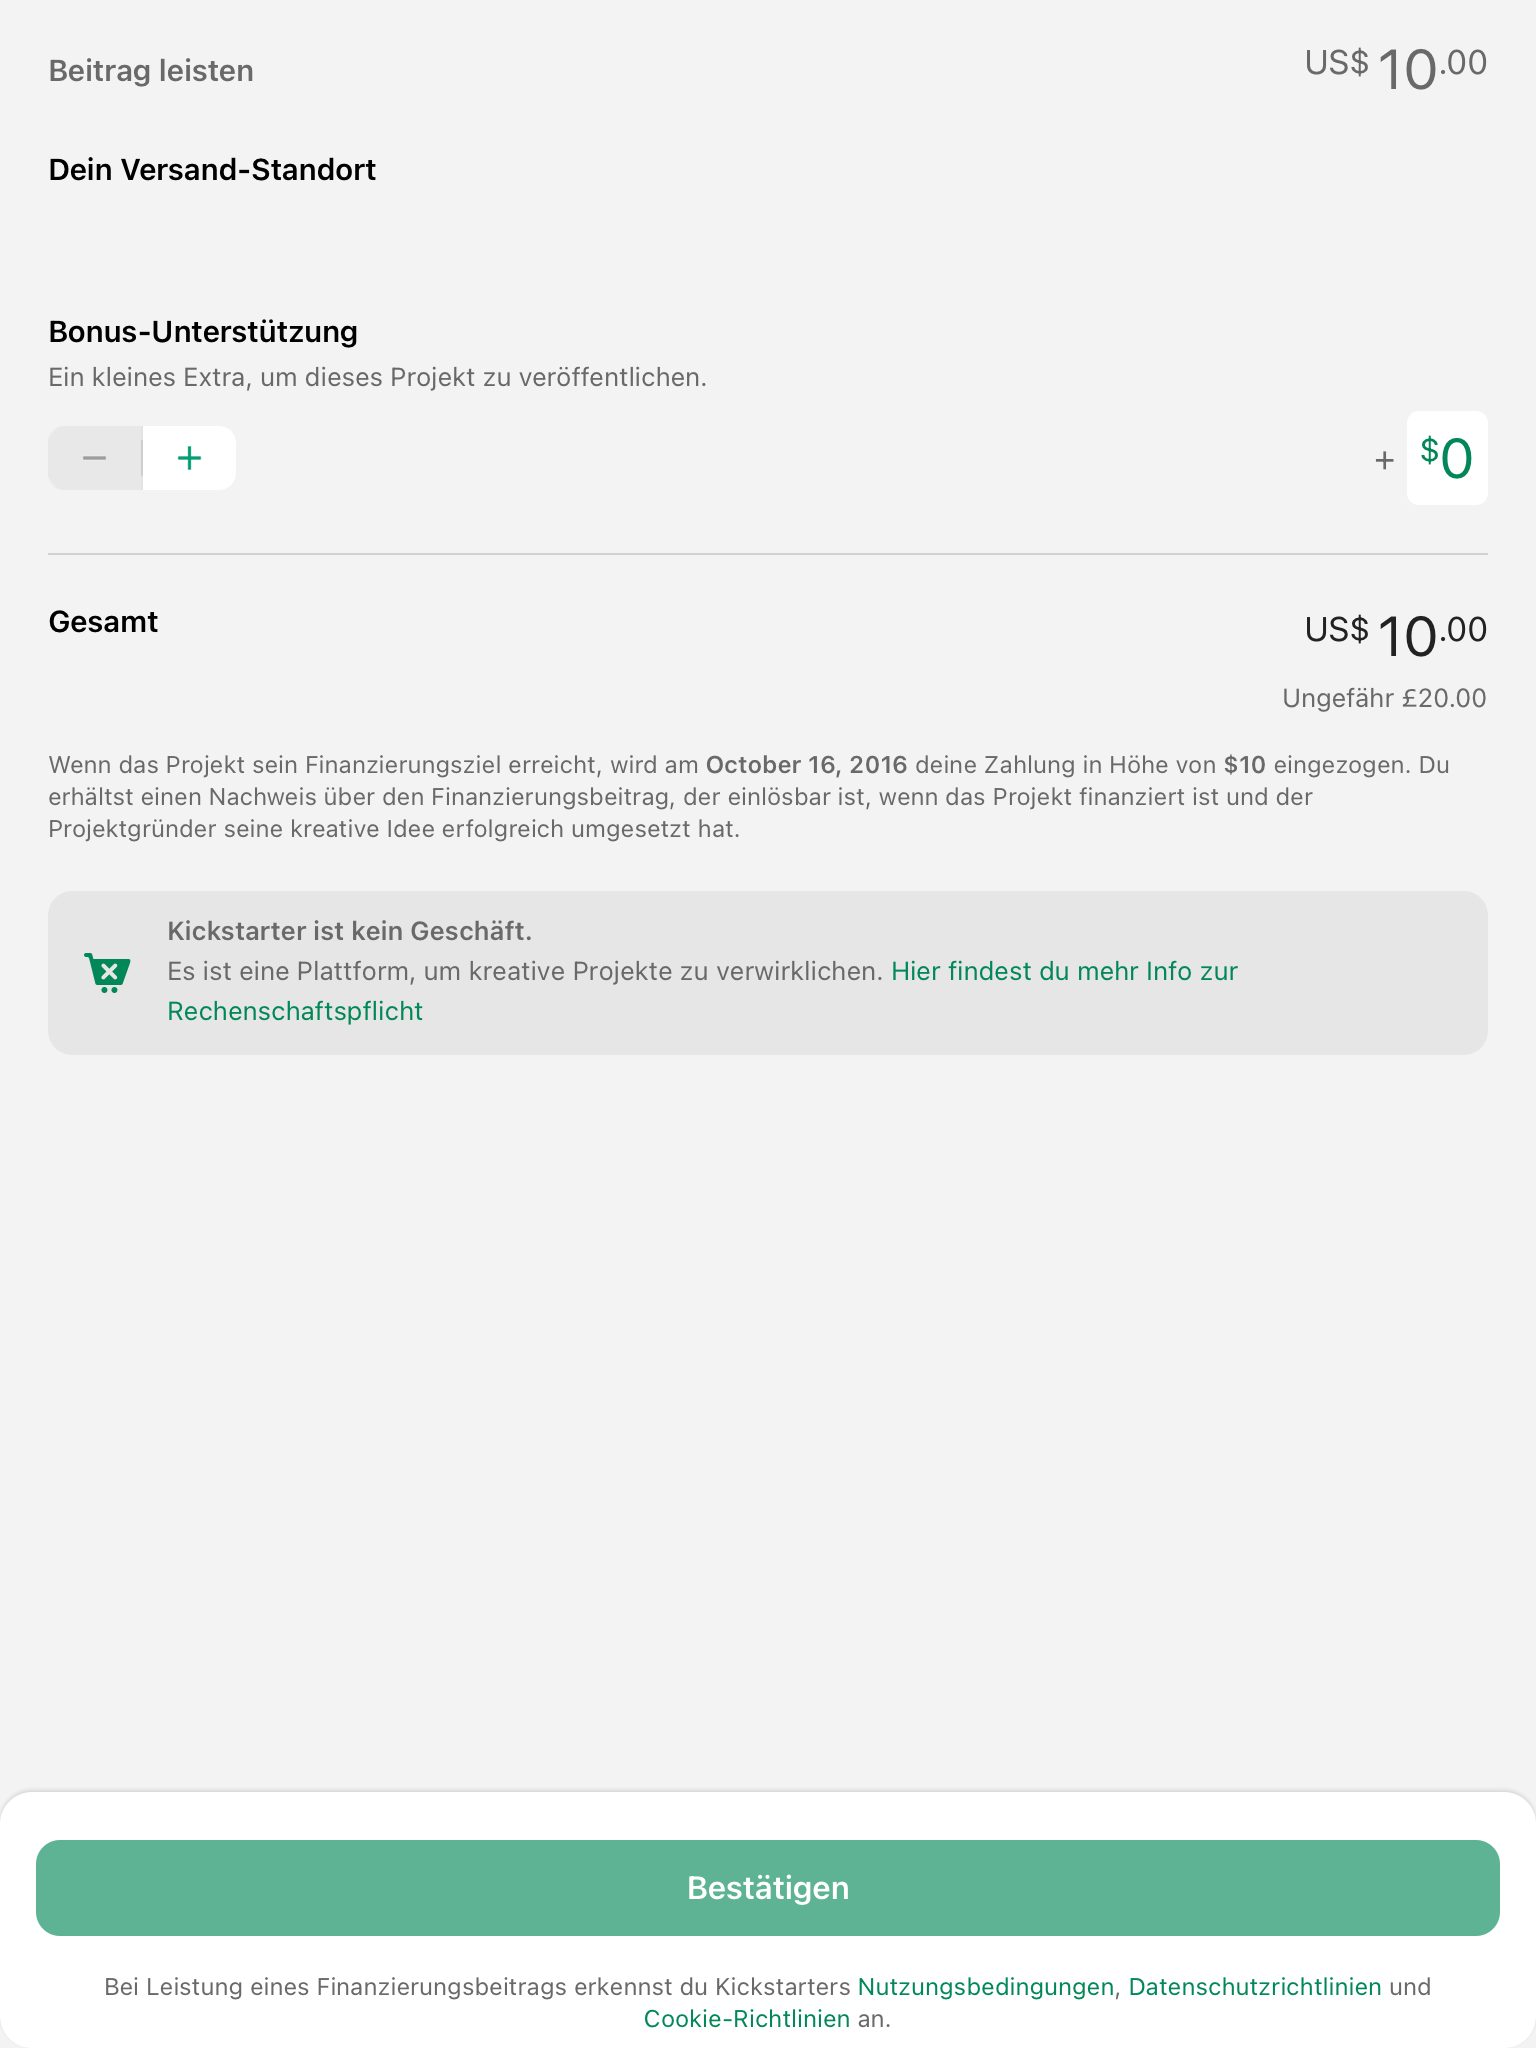 Beitrag leisten US$ 10.00
Dein Versand-Standort
Bonus-Unterstützung
Ein kleines Extra, um dieses Projekt zu veröffentlichen.
− + + $0
Gesamt US$ 10.00
Ungefähr £20.00
Wenn das Projekt sein Finanzierungsziel erreicht, wird am October 16, 2016 deine Zahlung in Höhe von $10 eingezogen. Du
erhältst einen Nachweis über den Finanzierungsbeitrag, der einlösbar ist, wenn das Projekt finanziert ist und der
Projektgründer seine kreative Idee erfolgreich umgesetzt hat.
Kickstarter ist kein Geschäft.
Es ist eine Plattform, um kreative Projekte zu verwirklichen. Hier findest du mehr Info zur
Rechenschaftspflicht
Bestätigen
Bei Leistung eines Finanzierungsbeitrags erkennst du Kickstarters Nutzungsbedingungen, Datenschutzrichtlinien und
Cookie-Richtlinien an.